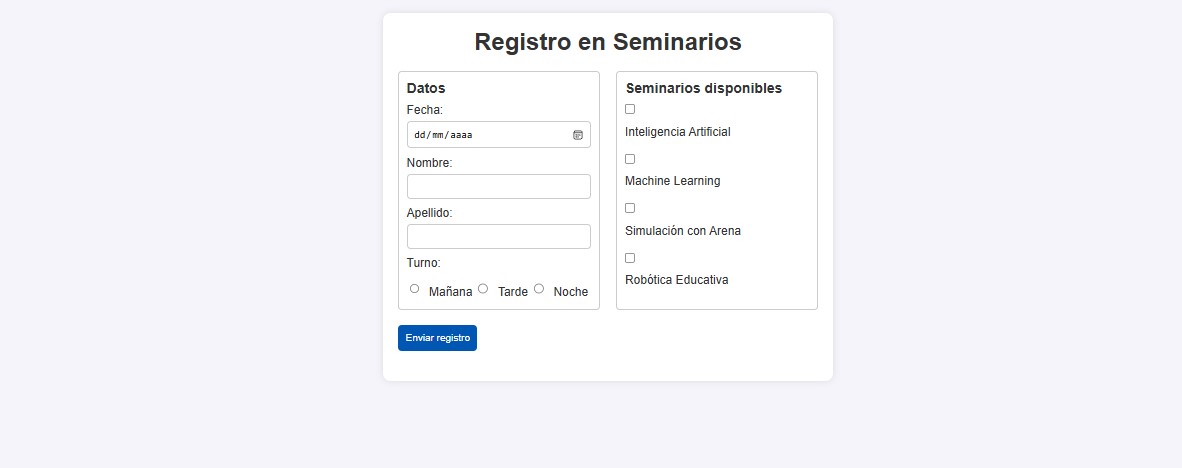 Registro en Seminarios
Datos
Fecha:
dd/mm/aaaa
Nombre:
Apellido:
Turno:
Mañana Tarde Noche
Seminarios disponibles
Inteligencia Artificial
Machine Learning
Simulación con Arena
Robótica Educativa
Enviar registro